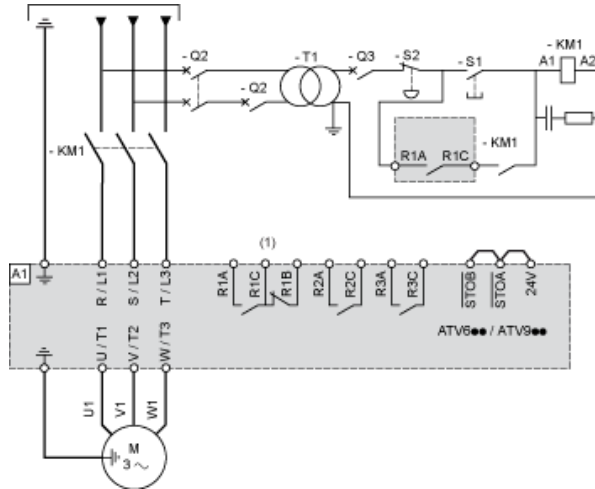 - Q2
- T1
- Q3
- S2
- S1
- KM1
A1
A2
- Q2
- KM1
R1A
R1C
- KM1
(1)
A1
R / L1
S / L2
T / L3
R1A
R1C
R1B
R2A
R2C
R3A
R3C
STOB
STOA
24V
ATV6●● / ATV9●●
U / T1
V / T2
W / T3
U1
V1
W1
M
3 ~